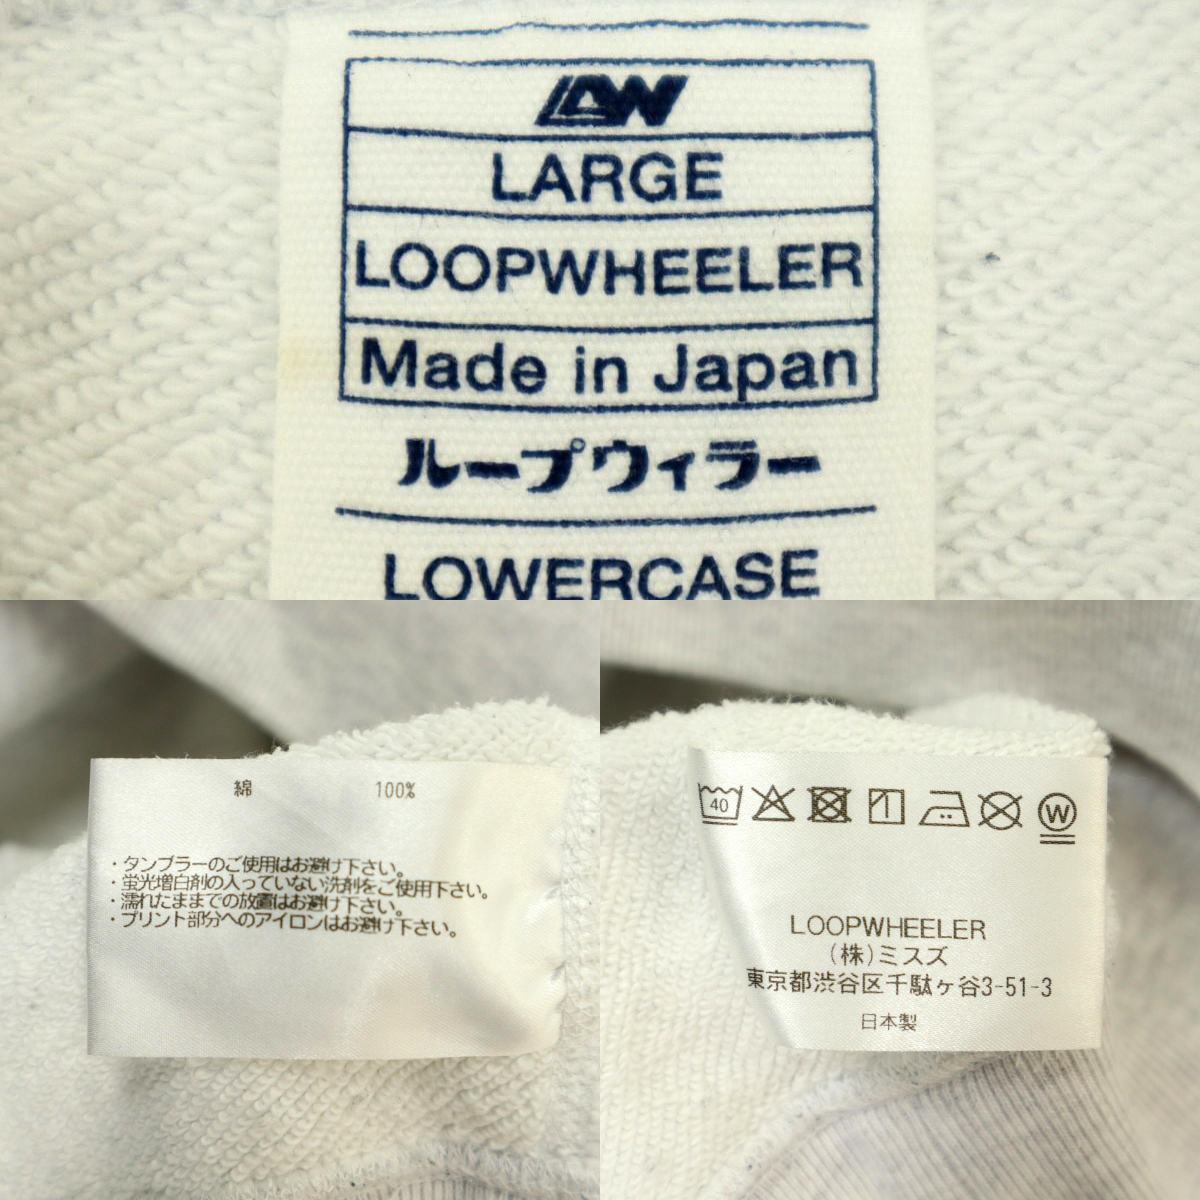 LW
LARGE
LOOPWHEELER
Made in Japan
ループウィラー
LOWERCASE
綿 100%
・タンブラーのご使用はお避け下さい。
・蛍光増白剤の入っていない洗剤をご使用下さい。
・濡れたままでの放置はお避け下さい。
・プリント部分へのアイロンはお避け下さい。
40 W
LOOPWHEELER
(株)ミスズ
東京都渋谷区千駄ヶ谷3-51-3
日本製